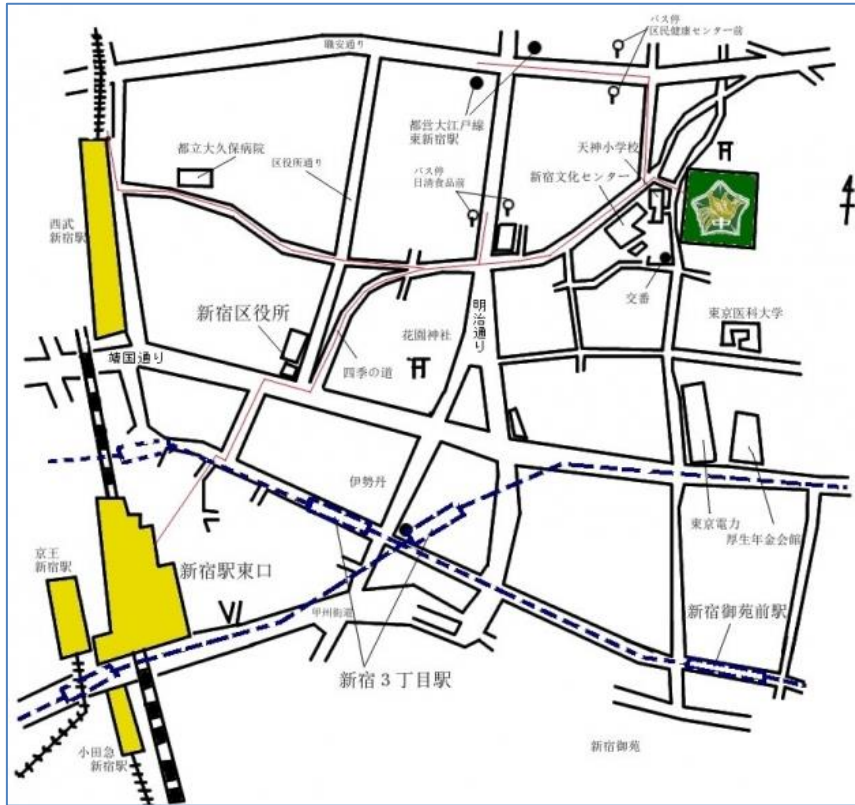 バス停
区民健康センター前
職安通り
都営大江戸線
東新宿駅
天神小学校
都立大久保病院
区役所通り
バス停
日清食品前
新宿文化センター
中
西武
新宿駅
交番
新宿区役所
明治通り
花園神社
東京医科大学
靖国通り
四季の道
伊勢丹
東京電力
厚生年金会館
京王
新宿駅
新宿駅東口
甲州街道
新宿御苑前駅
新宿3丁目駅
小田急
新宿駅
新宿御苑